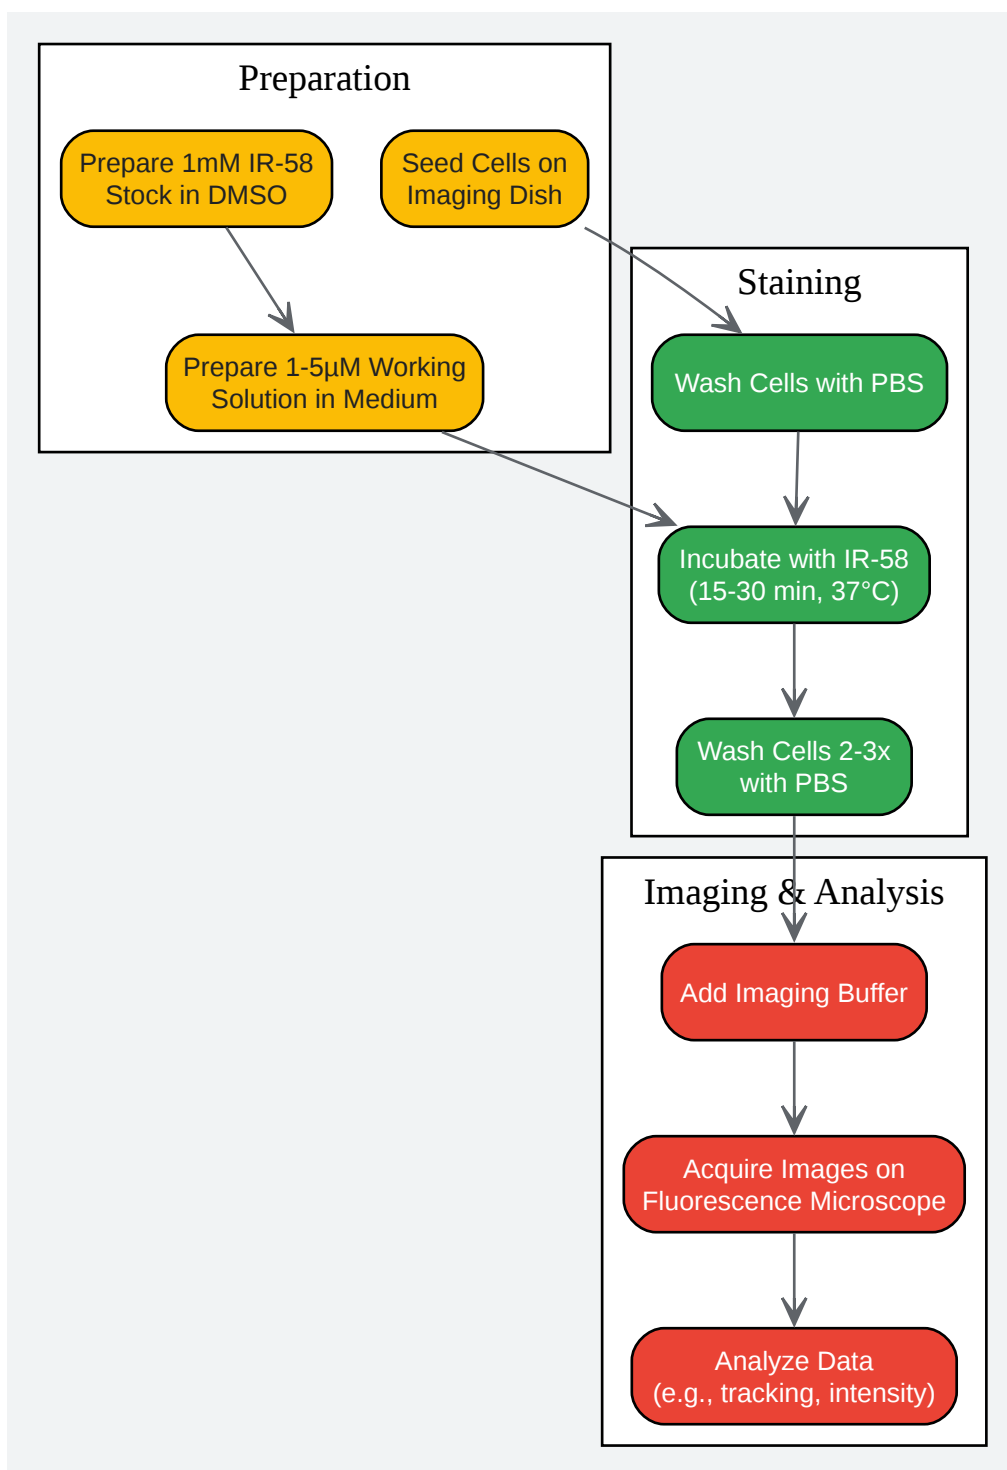 Preparation
Prepare 1mM IR-58
Stock in DMSO
Seed Cells on
Imaging Dish
Prepare 1-5µM Working
Solution in Medium
Staining
Wash Cells with PBS
Incubate with IR-58
(15-30 min, 37°C)
Wash Cells 2-3x
with PBS
Imaging & Analysis
Add Imaging Buffer
Acquire Images on
Fluorescence Microscope
Analyze Data
(e.g., tracking, intensity)